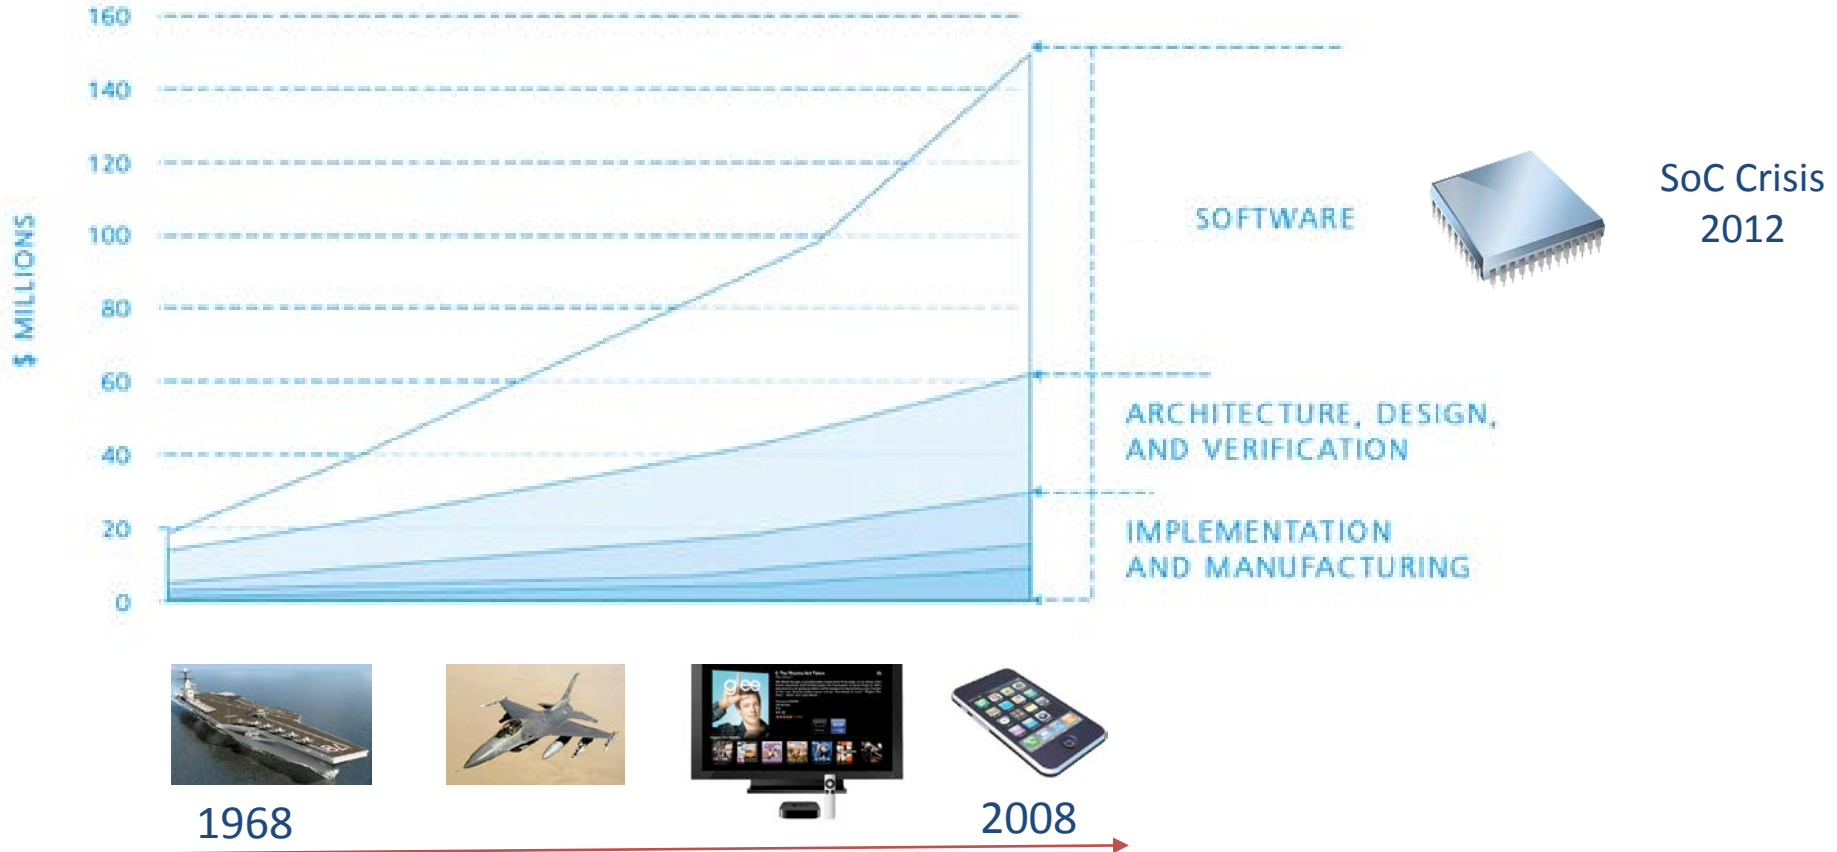 160
140
120
100
80
60
40
20
0
$ MILLIONS
SOFTWARE
ARCHITECTURE, DESIGN,
AND VERIFICATION
IMPLEMENTATION
AND MANUFACTURING
SoC Crisis
2012
glee
1968
2008